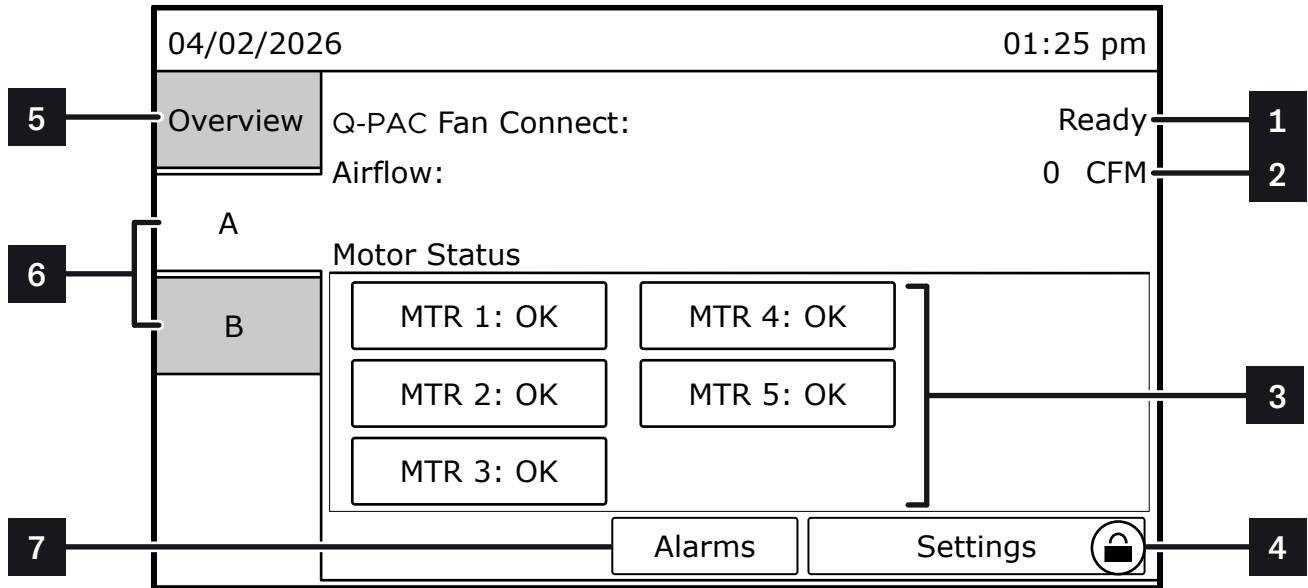 04/02/2026 01:25 pm
5 Overview Q-PAC Fan Connect: Ready 1
Airflow: 0 CFM 2
A
6
Motor Status
B
MTR 1: OK MTR 4: OK
MTR 2: OK MTR 5: OK 3
MTR 3: OK
7 Alarms Settings 4